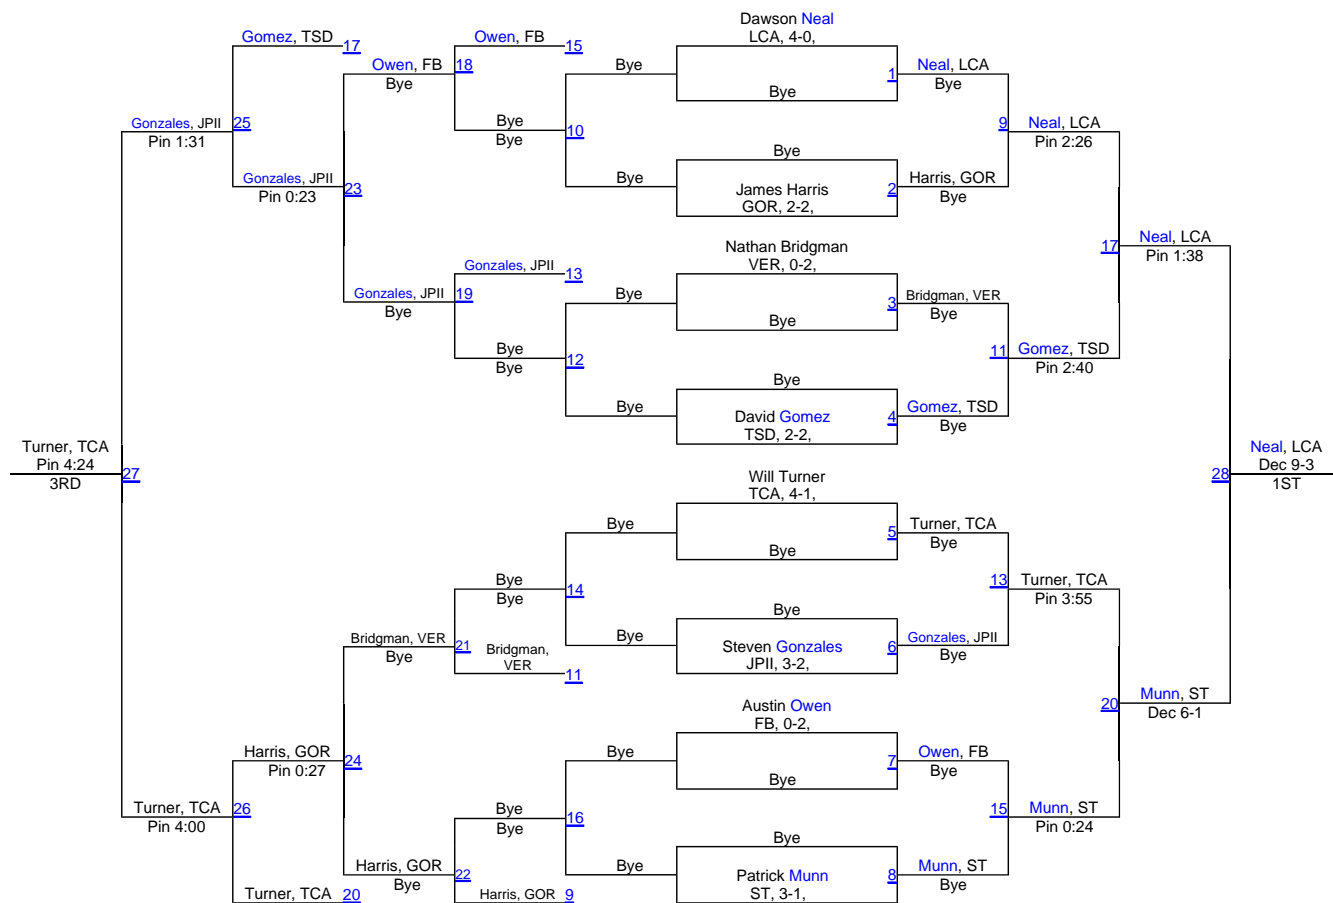 Dawson Neal
LCA, 4-0,
Gomez, TSD 17
Owen, FB 15
Owen, FB 18
Bye
Bye
1 Neal, LCA
Bye
Bye
Gonzales, JPII 25
Pin 1:31
Bye
Bye
10
9 Neal, LCA
Pin 2:26
Bye
Gonzales, JPII 23
Pin 0:23
Bye
James Harris
GOR, 2-2,
2 Harris, GOR
Bye
Nathan Bridgman
VER, 0-2,
17 Neal, LCA
Pin 1:38
Gonzales, JPII 13
Gonzales, JPII 19
Bye
Bye
3 Bridgman, VER
Bye
Bye
Bye
Bye
12
11 Gomez, TSD
Pin 2:40
Bye
Bye
David Gomez
TSD, 2-2,
4 Gomez, TSD
Bye
Turner, TCA
Pin 4:24
3RD
27
Neal, LCA
Dec 9-3
1ST
28
Will Turner
TCA, 4-1,
Bye
5 Turner, TCA
Bye
Bye
Bye
Bye
14
13 Turner, TCA
Pin 3:55
Bye
Bridgman, VER 21
Bye
Bridgman,
VER 11
Bye
Steven Gonzales
JPII, 3-2,
6 Gonzales, JPII
Bye
20 Munn, ST
Dec 6-1
Austin Owen
FB, 0-2,
Harris, GOR 24
Pin 0:27
Bye
7 Owen, FB
Bye
Bye
Turner, TCA 26
Pin 4:00
Bye
Bye
16
15 Munn, ST
Pin 0:24
Bye
Harris, GOR 22
Bye
Bye
Patrick Munn
ST, 3-1,
8 Munn, ST
Bye
Turner, TCA 20
Harris, GOR 9